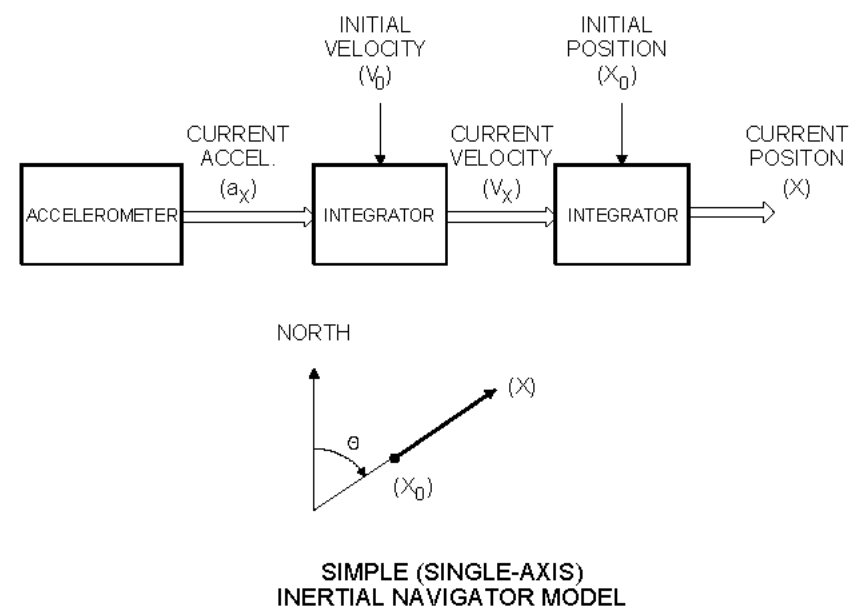 INITIAL
VELOCITY
(V0)
INITIAL
POSITION
(X0)
CURRENT
ACCEL.
(aX)
CURRENT
VELOCITY
(VX)
CURRENT
POSITON
(X)
ACCELEROMETER
INTEGRATOR
INTEGRATOR
NORTH
(X)
Θ
(X0)
SIMPLE (SINGLE-AXIS)
INERTIAL NAVIGATOR MODEL